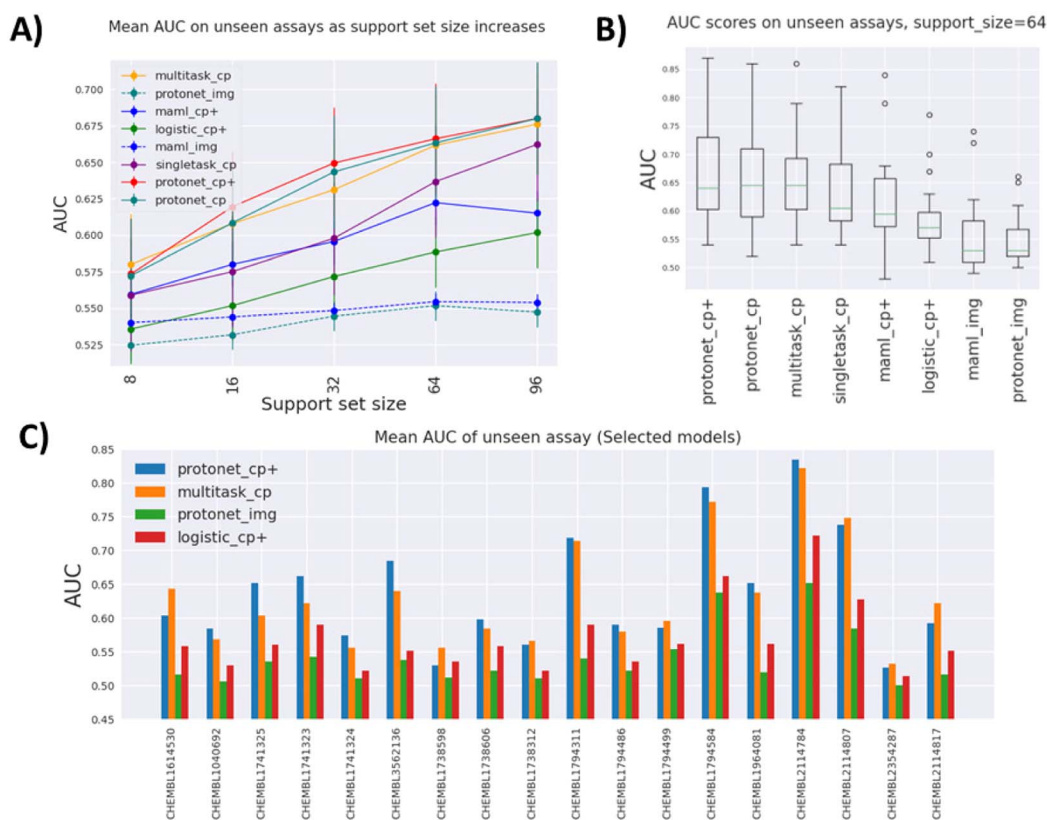 A)
Mean AUC on unseen assays as support set size increases
multitask_cp
protonet_img
maml_cp+
logistic_cp+
maml_img
singletask_cp
protonet_cp+
protonet_cp
0.700
0.675
0.650
0.625
0.600
0.575
0.550
0.525
AUC
8
16
32
64
96
Support set size
B)
AUC scores on unseen assays, support_size=64
0.85
0.80
0.75
0.70
0.65
0.60
0.55
0.50
AUC
protonet_cp+
protonet_cp
multitask_cp
singletask_cp
maml_cp+
logistic_cp+
maml_img
protonet_img
C)
Mean AUC of unseen assay (Selected models)
protonet_cp+
multitask_cp
protonet_img
logistic_cp+
0.85
0.80
0.75
0.70
0.65
0.60
0.55
0.50
0.45
AUC
CHEMBL1614530
CHEMBL1040692
CHEMBL1741325
CHEMBL1741323
CHEMBL1741324
CHEMBL3562136
CHEMBL1738598
CHEMBL1738606
CHEMBL1738312
CHEMBL1794311
CHEMBL1794486
CHEMBL1794499
CHEMBL1794584
CHEMBL1964081
CHEMBL2114784
CHEMBL2114807
CHEMBL2354287
CHEMBL2114817